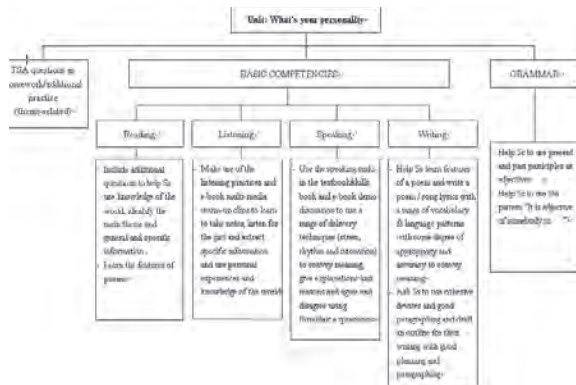 Unit: What's your personality
TSA questions as
homework/additional
practice
(theme-related)
BASIC COMPETENCIES
GRAMMAR
Reading
Listening
Speaking
Writing
Include additional
questions to help Ss
use knowledge of the
world, identify the
main theme and
general and specific
information.
Learn the features of
poems
Make use of the
listening practices and
e-book multi-media
warm-up clips to learn
to take notes, listen for
the gist and extract
specific information
and use personal
experiences and
knowledge of the world
Use the speaking tasks
in the textbook/skills
book and e-book demo
discussion to use a
range of delivery
techniques (stress,
rhythm and intonation)
to convey meaning,
give explanations and
reasons and agree and
disagree using
formulaic expressions
Help Ss learn features
of a poem and write a
poem / song lyrics with
a range of vocabulary
& language patterns
with some degree of
appropriacy and
accuracy to convey
meaning
Ask Ss to use cohesive
devices and good
paragraphing and draft
an outline for their
writing with good
planning and
paragraphing
Help Ss to use present
and past participles as
adjectives
Help Ss to use the
pattern "It is adjective
of somebody to